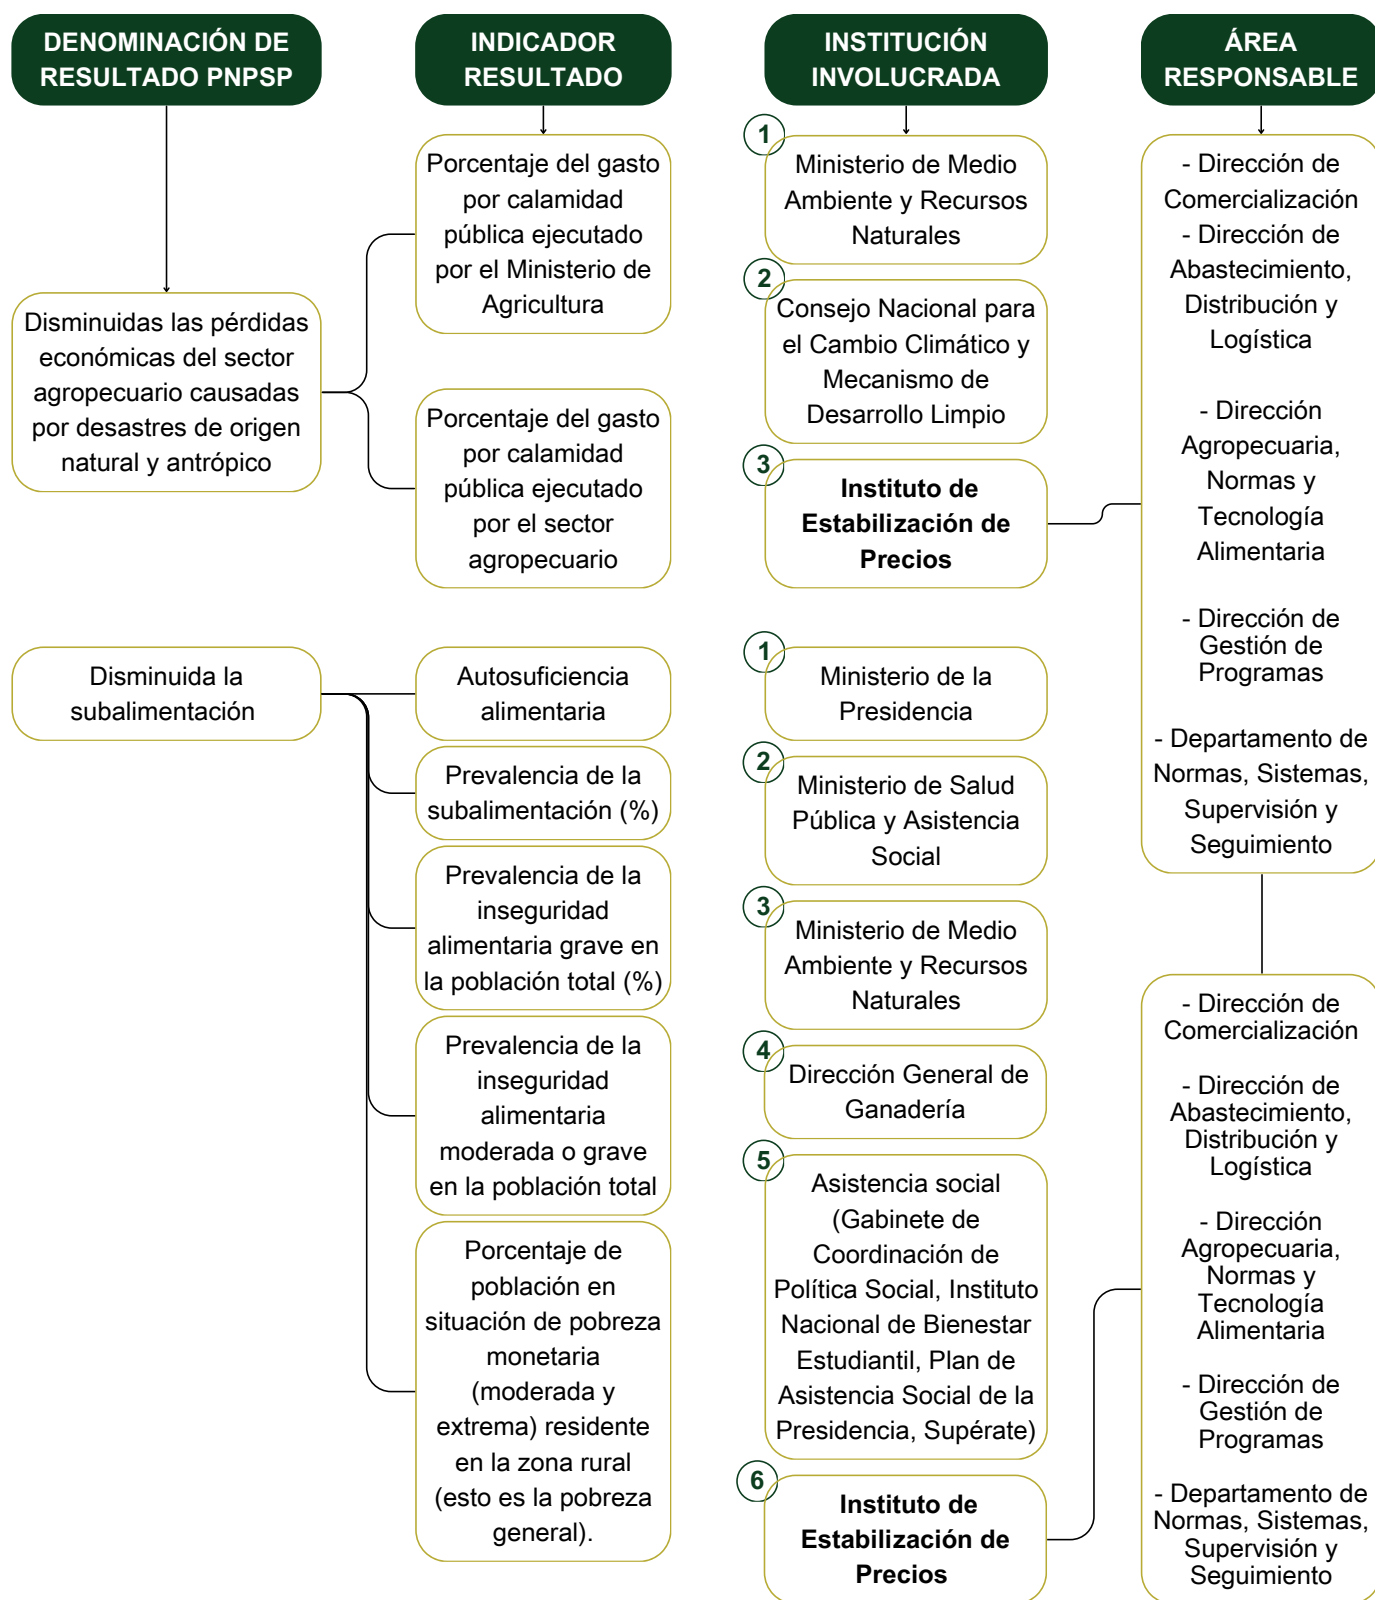 DENOMINACIÓN DE
RESULTADO PNPSP
INDICADOR
RESULTADO
INSTITUCIÓN
INVOLUCRADA
ÁREA
RESPONSABLE
Disminuidas las pérdidas
económicas del sector
agropecuario causadas
por desastres de origen
natural y antrópico
Porcentaje del gasto
por calamidad
pública ejecutado
por el Ministerio de
Agricultura
Porcentaje del gasto
por calamidad
pública ejecutado
por el sector
agropecuario
1
Ministerio de Medio
Ambiente y Recursos
Naturales
2
Consejo Nacional para
el Cambio Climático y
Mecanismo de
Desarrollo Limpio
3
Instituto de
Estabilización de
Precios
- Dirección de
Comercialización
- Dirección de
Abastecimiento,
Distribución y
Logística
- Dirección
Agropecuaria,
Normas y
Tecnología
Alimentaria
- Dirección de
Gestión de
Programas
- Departamento de
Normas, Sistemas,
Supervisión y
Seguimiento
Disminuida la
subalimentación
Autosuficiencia
alimentaria
Prevalencia de la
subalimentación (%)
Prevalencia de la
inseguridad
alimentaria grave en
la población total (%)
Prevalencia de la
inseguridad
alimentaria
moderada o grave
en la población total
Porcentaje de
población en
situación de pobreza
monetaria
(moderada y
extrema) residente
en la zona rural
(esto es la pobreza
general).
1
Ministerio de la
Presidencia
2
Ministerio de Salud
Pública y Asistencia
Social
3
Ministerio de Medio
Ambiente y Recursos
Naturales
4
Dirección General de
Ganadería
5
Asistencia social
(Gabinete de
Coordinación de
Política Social, Instituto
Nacional de Bienestar
Estudiantil, Plan de
Asistencia Social de la
Presidencia, Supérate)
6
Instituto de
Estabilización de
Precios
- Dirección de
Comercialización
- Dirección de
Abastecimiento,
Distribución y
Logística
- Dirección
Agropecuaria,
Normas y
Tecnología
Alimentaria
- Dirección de
Gestión de
Programas
- Departamento de
Normas, Sistemas,
Supervisión y
Seguimiento